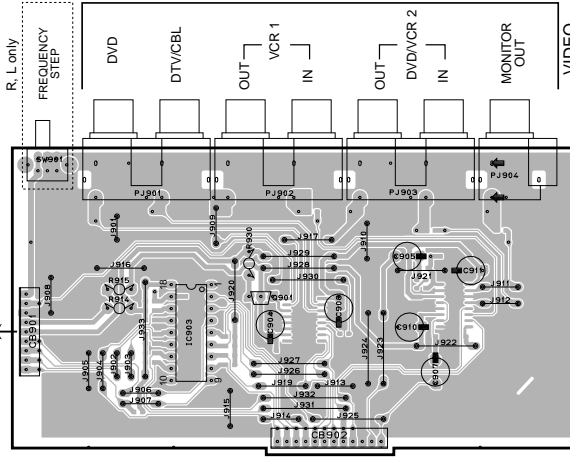 R, L only
FREQUENCY
STEP
DVD
DTV/CBL
OUT
VCR 1
IN
OUT
DVD/VCR 2
IN
MONITOR
OUT
VIDEO
SW901
PJ901
PJ902
PJ903
PJ904
J901
J909
R930
J917
J910
C905
C911
J921
J911
J912
J916
R915
R914
J908
CB901
J933
18
IC903
10
9
J920
J929
J928
J930
Q901
C904
C908
C910
J924
J923
J922
C907
J905
J904
J902
J903
J906
J907
J915
J927
J926
J919
J913
J932
J931
J914
J925
CB902